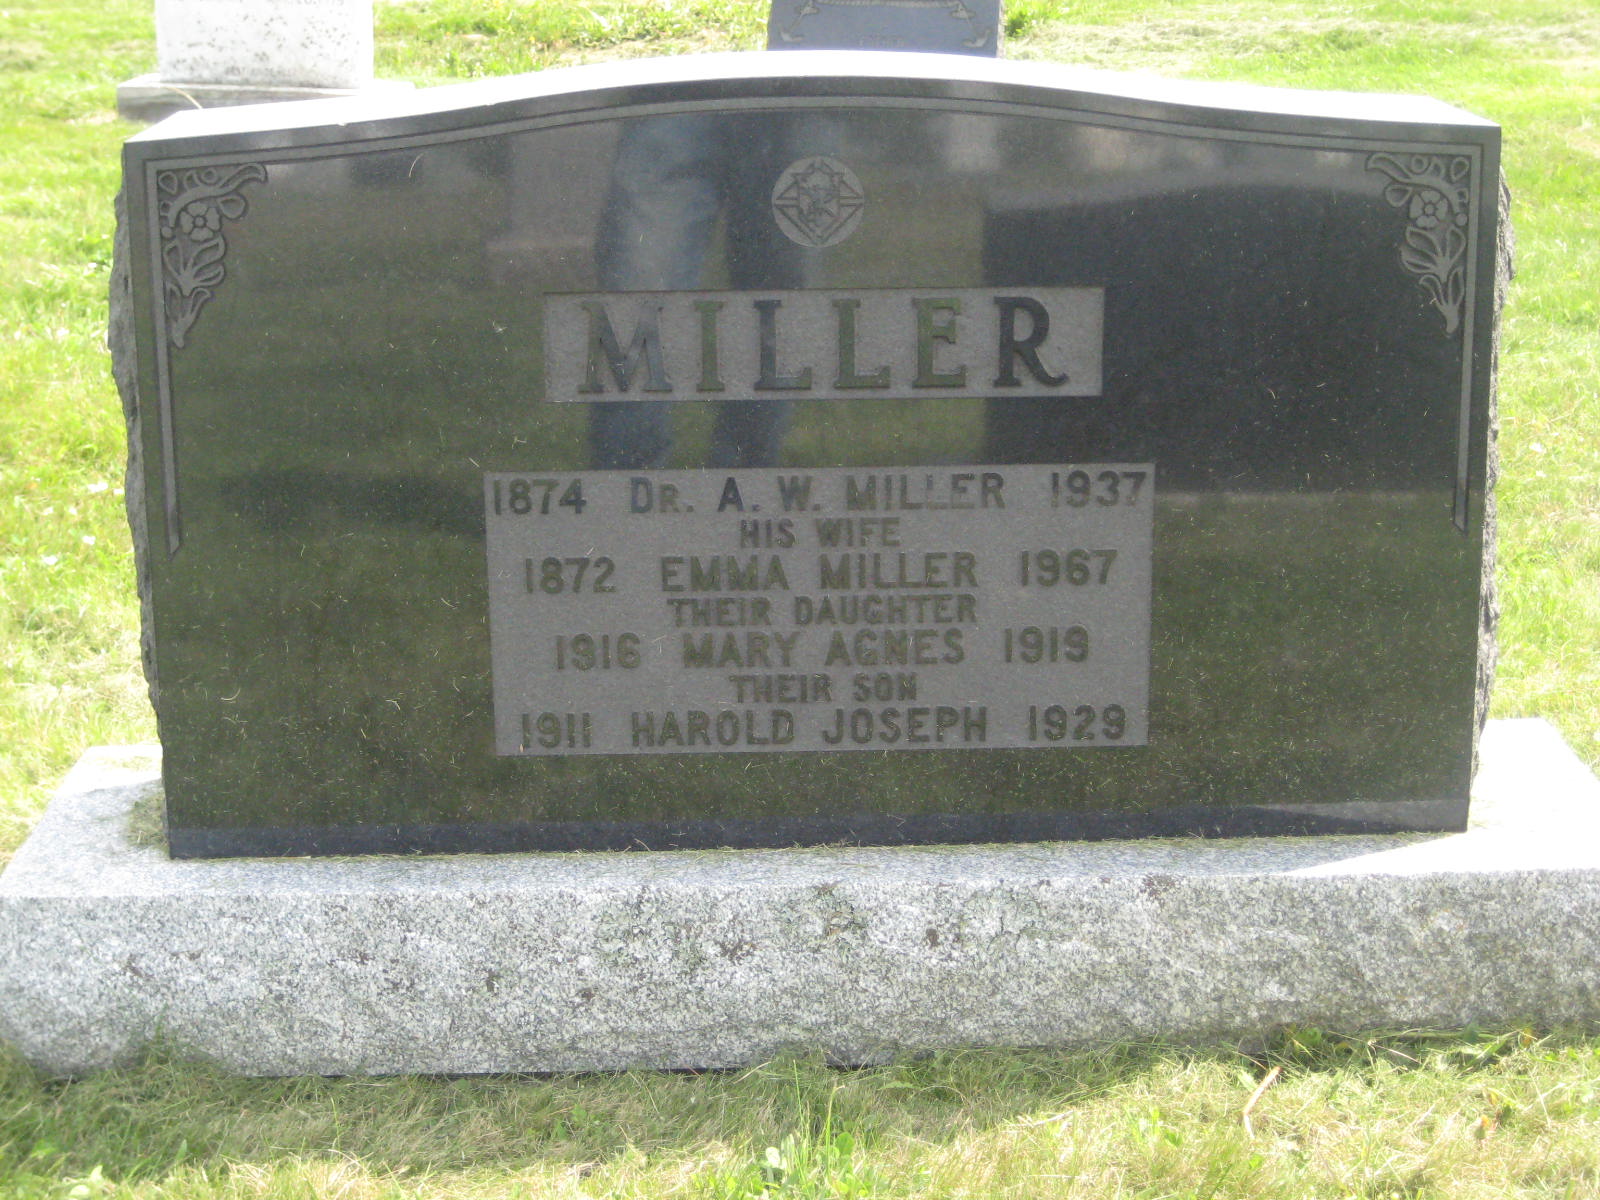 MILLER
1874 DR. A. W. MILLER 1937
HIS WIFE
1872 EMMA MILLER 1967
THEIR DAUGHTER
1916 MARY AGNES 1919
THEIR SON
1911 HAROLD JOSEPH 1929